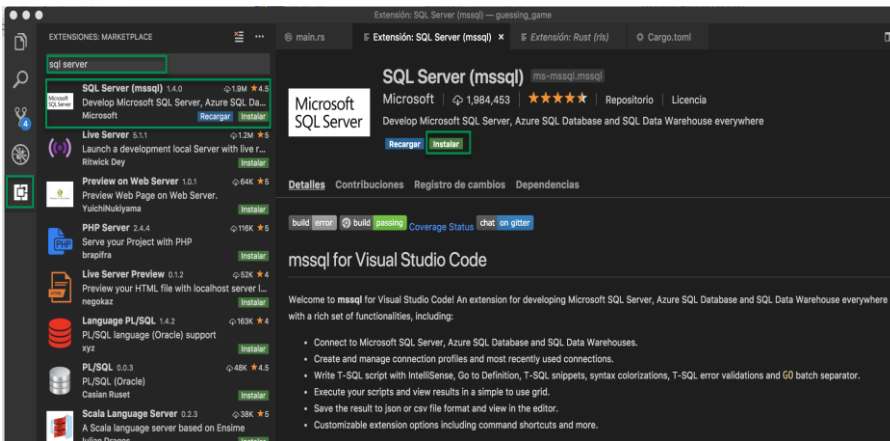 Extensión: SQL Server (mssql) — guessing_game
EXTENSIONES: MARKETPLACE
main.rs
Extensión: SQL Server (mssql) ×
Extensión: Rust (rls)
Cargo.toml
sql server
SQL Server (mssql) 1.4.0 1.9M ★4.5
Develop Microsoft SQL Server, Azure SQL Da...
Microsoft Recargar Instalar
Microsoft
SQL Server
Live Server 5.1.1 1.2M ★5
Launch a development local Server with live r...
Ritwick Dey Instalar
Preview on Web Server 1.0.1 64K ★5
Preview Web Page on Web Server.
YuichiNukiyama Instalar
PHP Server 2.4.4 116K ★5
Serve your Project with PHP
brapifra Instalar
PHP
Live Server Preview 0.1.2 52K ★4
Preview your HTML file with localhost server l...
negokaz Instalar
Language PL/SQL 1.4.2 163K ★4
PL/SQL language (Oracle) support
xyz Instalar
PL/SQL 0.0.3 48K ★4.5
PL/SQL (Oracle)
Casian Ruset Instalar
Scala Language Server 0.2.3 38K ★5
A Scala language server based on Ensime
4
Microsoft
SQL Server
SQL Server (mssql) ms-mssql.mssql
Microsoft 1,984,453 ★★★★★ Repositorio Licencia
Develop Microsoft SQL Server, Azure SQL Database and SQL Data Warehouse everywhere
Recargar Instalar
Detalles Contribuciones Registro de cambios Dependencias
build error build passing Coverage Status chat on gitter
mssql for Visual Studio Code
Welcome to mssql for Visual Studio Code! An extension for developing Microsoft SQL Server, Azure SQL Database and SQL Data Warehouse everywhere
with a rich set of functionalities, including:
• Connect to Microsoft SQL Server, Azure SQL Database and SQL Data Warehouses.
• Create and manage connection profiles and most recently used connections.
• Write T-SQL script with IntelliSense, Go to Definition, T-SQL snippets, syntax colorizations, T-SQL error validations and GO batch separator.
• Execute your scripts and view results in a simple to use grid.
• Save the result to json or csv file format and view in the editor.
• Customizable extension options including command shortcuts and more.